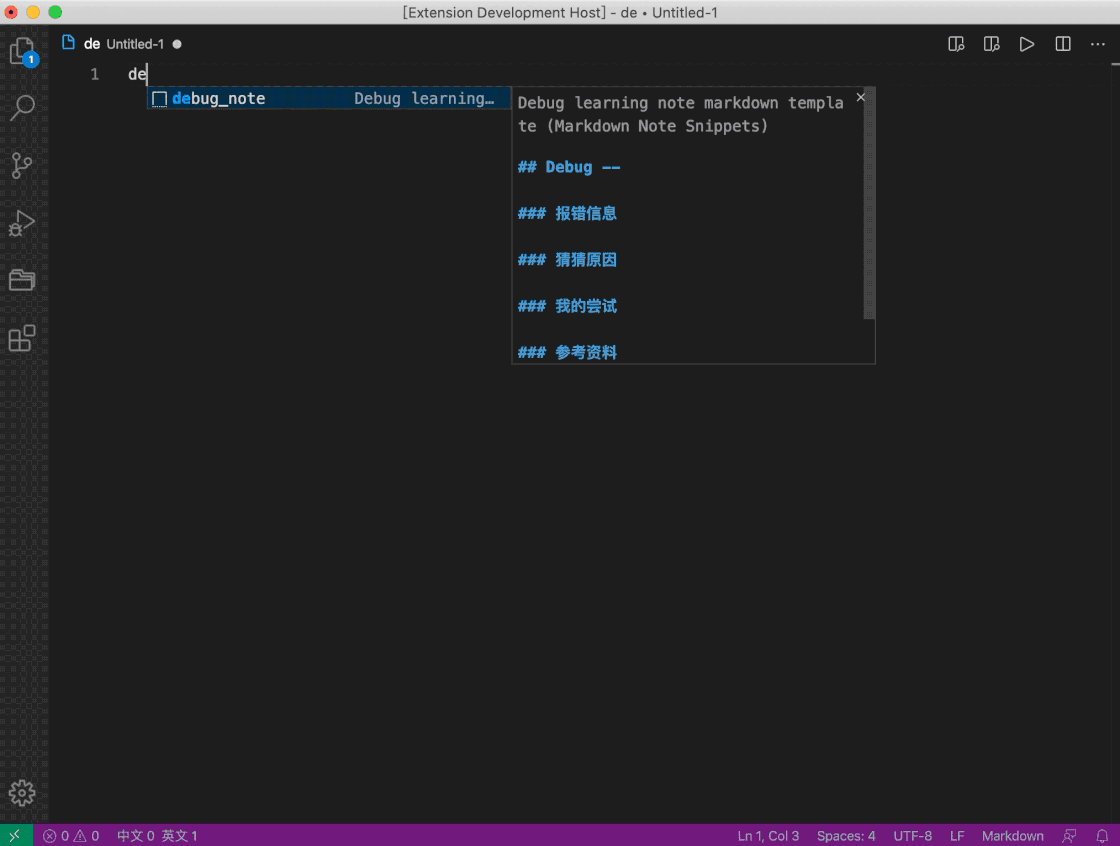 [Extension Development Host] - de • Untitled-1
de Untitled-1 ●
1
1 de
debug_note Debug learning…
Debug learning note markdown templa
te (Markdown Note Snippets)
## Debug --
### 报错信息
### 猜猜原因
### 我的尝试
### 参考资料
0 0 中文 0 英文 1 Ln 1, Col 3 Spaces: 4 UTF-8 LF Markdown